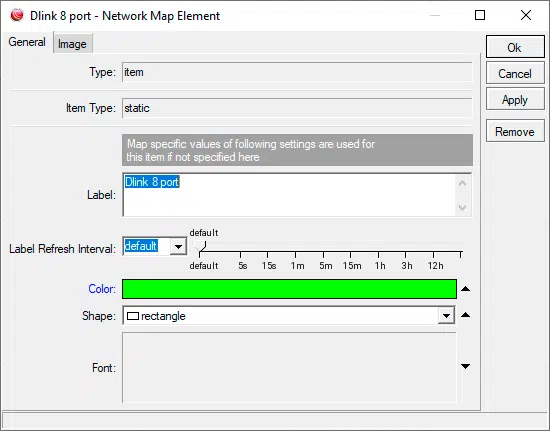 Dlink 8 port - Network Map Element
General
Image
Ok
Cancel
Apply
Remove
Type:
item
Item Type:
static
Map specific values of following settings are used for
this item if not specified here
Label:
Dlink 8 port
default
Label Refresh Interval:
default
default 5s 15s 1m 5m 15m 1h 3h 12h
Color:
Shape:
rectangle
Font: